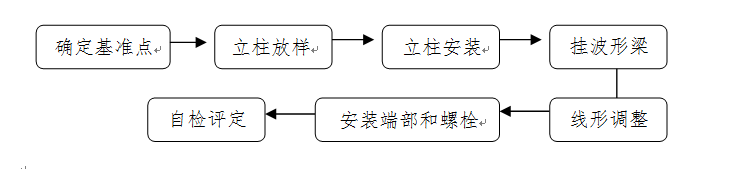 确定基准点
立柱放样
立柱安装
挂波形梁
线形调整
安装端部和螺栓
自检评定